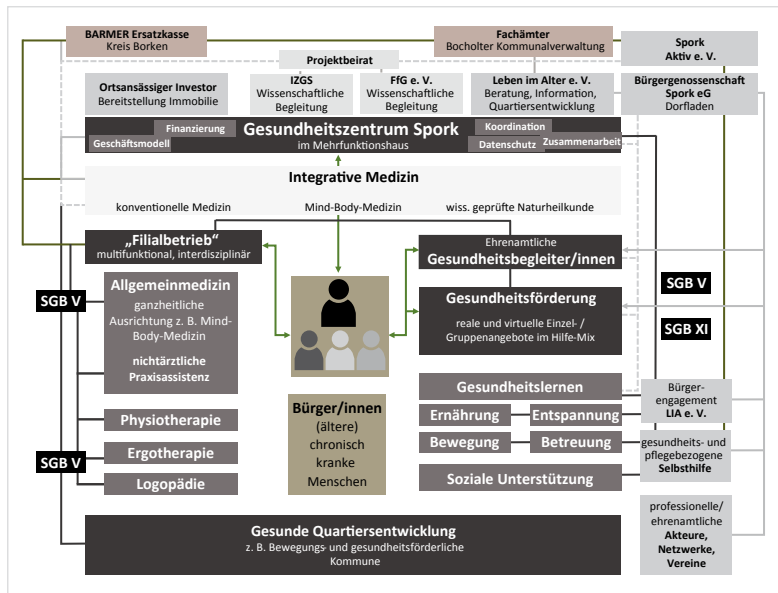 BARMER Ersatzkasse
Kreis Borken
Fachämter
Bocholter Kommunalverwaltung
Spork
Aktiv e. V.
Projektbeirat
Ortsansässiger Investor
Bereitstellung Immobilie
IZGS
Wissenschaftliche
Begleitung
FfG e. V.
Wissenschaftliche
Begleitung
Leben im Alter e. V.
Beratung, Information,
Quartiersentwicklung
Bürgergenossenschaft
Spork eG
Dorfladen
Finanzierung
Geschäftsmodell
Gesundheitszentrum Spork
im Mehrfunktionshaus
Koordination
Datenschutz
Zusammenarbeit
Integrative Medizin
konventionelle Medizin
Mind-Body-Medizin
wiss. geprüfte Naturheilkunde
„Filialbetrieb“
multifunktional, interdisziplinär
Ehrenamtliche
Gesundheitsbegleiter/innen
SGB V
Allgemeinmedizin
ganzheitliche
Ausrichtung z. B. Mind-
Body-Medizin
nichtärztliche
Praxisassistenz
Gesundheitsförderung
reale und virtuelle Einzel- /
Gruppenangebote im Hilfe-Mix
SGB V
SGB XI
Gesundheitslernen
Ernährung
Entspannung
Bewegung
Betreuung
Soziale Unterstützung
Bürger-
engagement
LIA e. V.
gesundheits- und
pflegebezogene
Selbsthilfe
Bürger/innen
(ältere)
chronisch
kranke
Menschen
Physiotherapie
SGB V
Ergotherapie
Logopädie
professionelle/
ehrenamtliche
Akteure,
Netzwerke,
Vereine
Gesunde Quartiersentwicklung
z. B. Bewegungs- und gesundheitsförderliche
Kommune